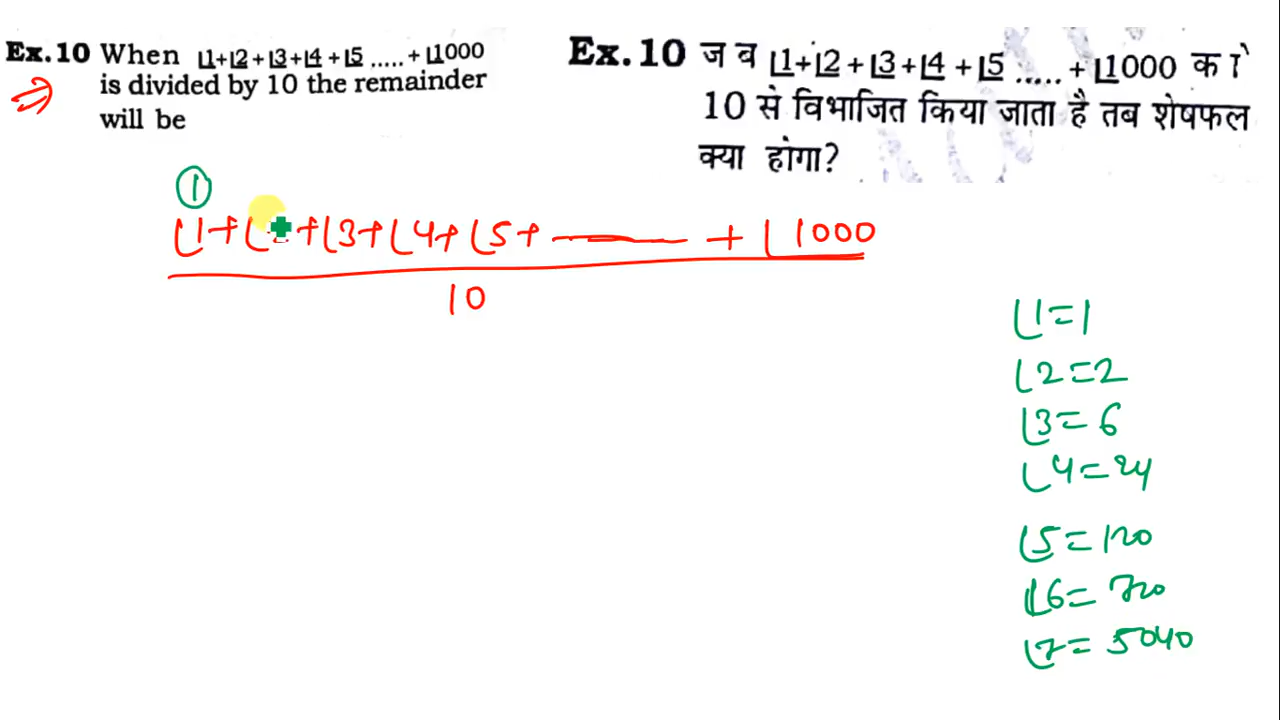 Ex.10 When ⌊1+⌊2+⌊3+⌊4+⌊5.....+⌊1000
is divided by 10 the remainder
will be
Ex.10 जब ⌊1+⌊2+⌊3+⌊4+⌊5.....+⌊1000 को
10 से विभाजित किया जाता है तब शेषफल
क्या होगा?
1
⌊1+⌊ +⌊3+⌊4+⌊5+ —— +⌊1000
10
⌊1=1
⌊2=2
⌊3=6
⌊4=24
⌊5=120
⌊6=720
⌊7=5040